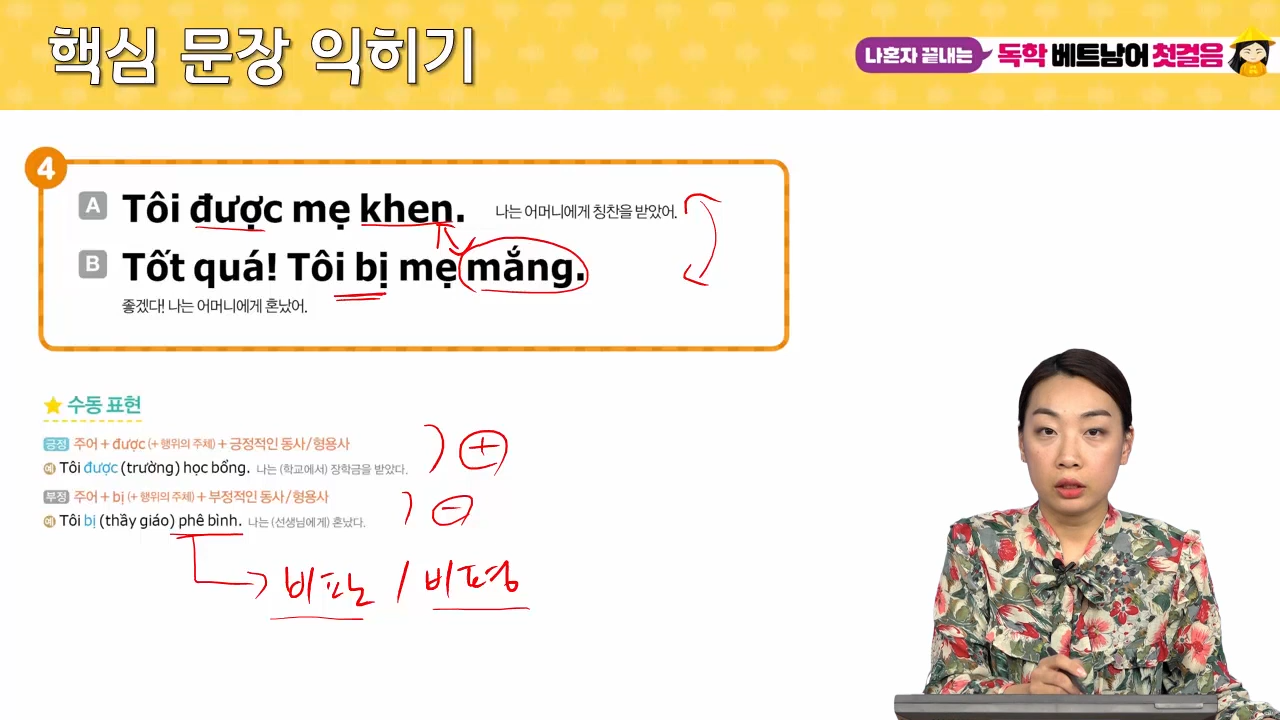 핵심 문장 익히기
나혼자 끝내는 독학 베트남어 첫걸음
4
A Tôi được mẹ khen. 나는 어머니에게 칭찬을 받았어.
B Tốt quá! Tôi bị mẹ mắng.
좋겠다! 나는 어머니에게 혼났어.
수동 표현
긍정 주어 + được (+ 행위의 주체) + 긍정적인 동사/형용사
예 Tôi được (trường) học bổng. 나는 (학교에서) 장학금을 받았다.
+
부정 주어 + bị (+ 행위의 주체) + 부정적인 동사/형용사
예 Tôi bị (thầy giáo) phê bình. 나는 (선생님에게) 혼났다.
-
비판 / 비평